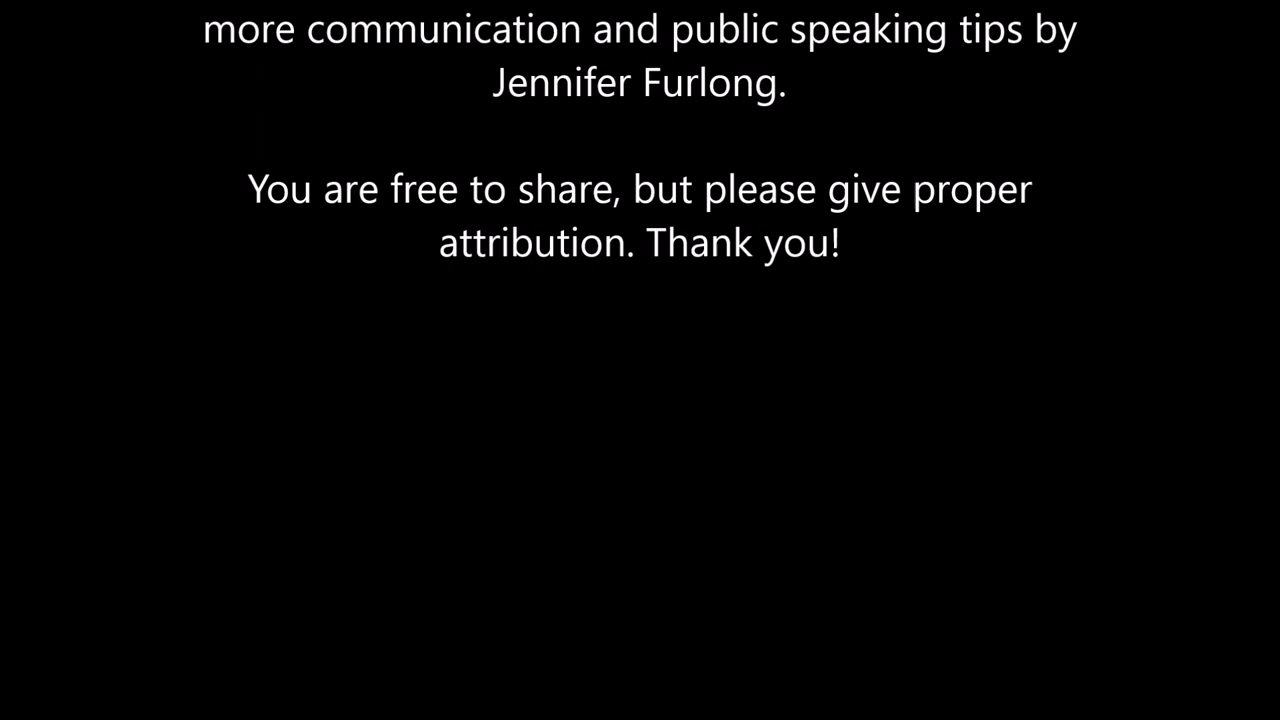 more communication and public speaking tips by
Jennifer Furlong.
You are free to share, but please give proper
attribution. Thank you!